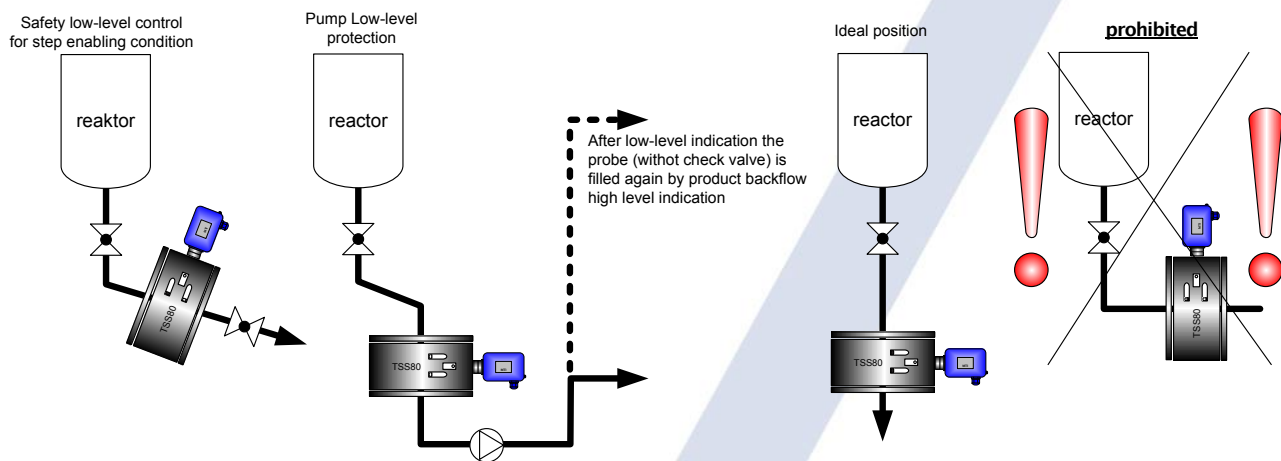 Safety low-level control
for step enabling condition
reaktor
TSS80
Pump Low-level
protection
reactor
TSS80
After low-level indication the
probe (withot check valve) is
filled again by product backflow
high level indication
Ideal position
reactor
TSS80
prohibited
reactor
TSS80